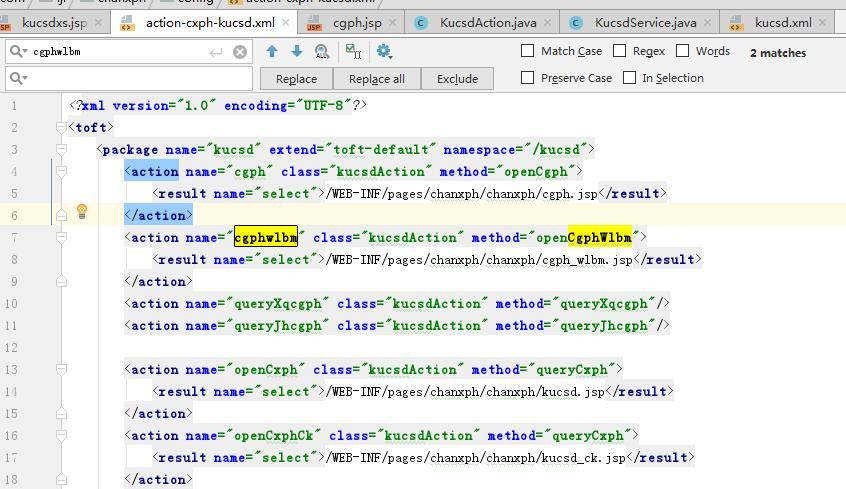 com ljl chanxph config action-cxph-kucsd.xml
kucsdxs.jsp action-cxph-kucsd.xml cgph.jsp KucsdAction.java KucsdService.java kucsd.xml
cgphwlbm Match Case Regex Words 2 matches
Replace Replace all Exclude Preserve Case In Selection
1 <?xml version="1.0" encoding="UTF-8"?>
2 <toft>
3 <package name="kucsd" extend="toft-default" namespace="/kucsd">
4 <action name="cgph" class="kucsdAction" method="openCgph">
5 <result name="select">/WEB-INF/pages/chanxph/chanxph/cgph.jsp</result>
6 </action>
7 <action name="cgphwlbm" class="kucsdAction" method="openCgphWlbm">
8 <result name="select">/WEB-INF/pages/chanxph/chanxph/cgph_wlbm.jsp</result>
9 </action>
10 <action name="queryXqcgph" class="kucsdAction" method="queryXqcgph"/>
11 <action name="queryJhcgph" class="kucsdAction" method="queryJhcgph"/>
12
13 <action name="openCxph" class="kucsdAction" method="queryCxph">
14 <result name="select">/WEB-INF/pages/chanxph/chanxph/kucsd.jsp</result>
15 </action>
16 <action name="openCxphCk" class="kucsdAction" method="queryCxph">
17 <result name="select">/WEB-INF/pages/chanxph/chanxph/kucsd_ck.jsp</result>
18 </action>